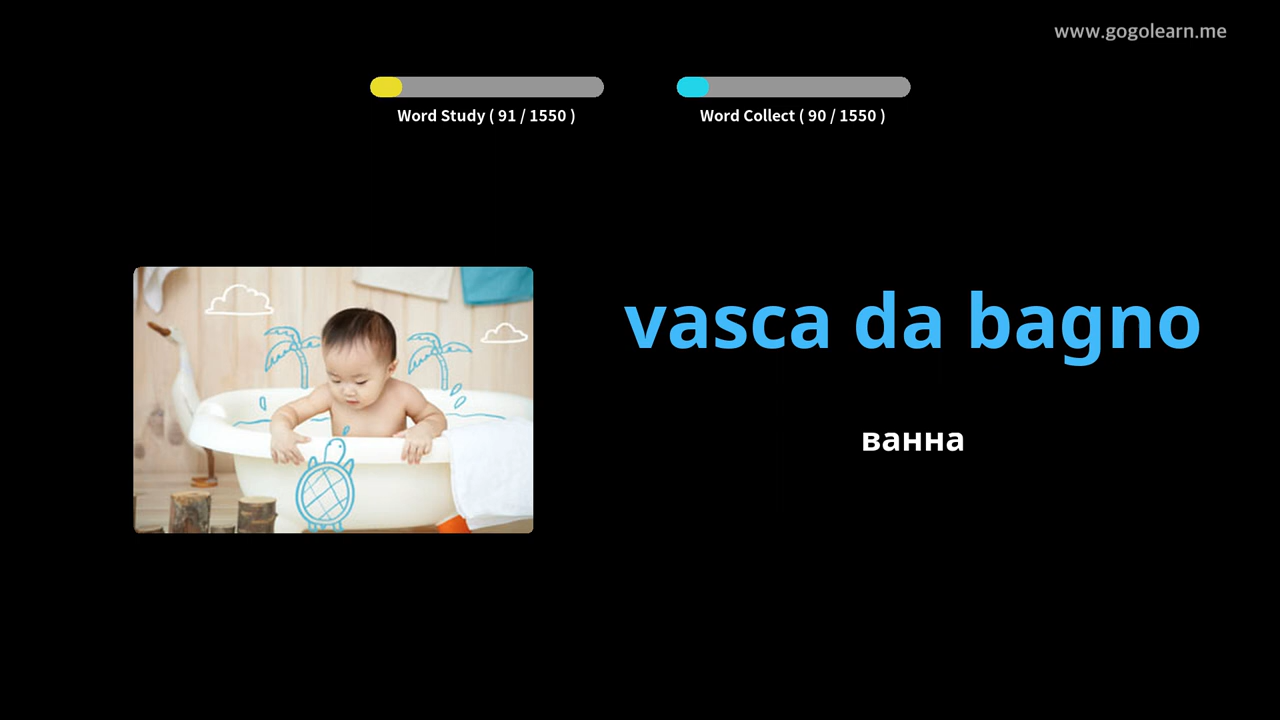 www.gogolearn.me
Word Study ( 91 / 1550 )
Word Collect ( 90 / 1550 )
vasca da bagno
ванна